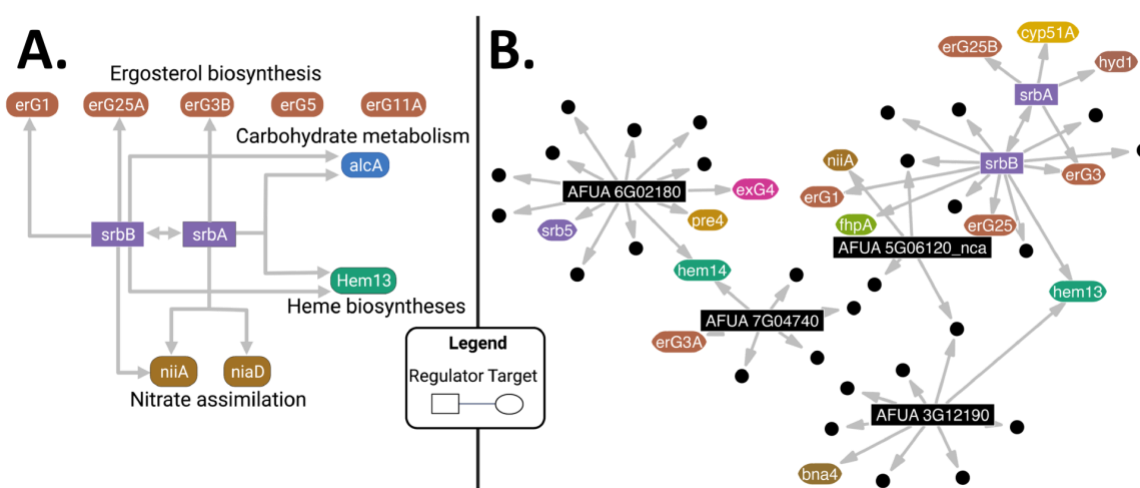 A.
Ergosterol biosynthesis
erG1
erG25A
erG3B
erG5
erG11A
Carbohydrate metabolism
alcA
srbB
srbA
Hem13
Heme biosyntheses
niiA
niaD
Nitrate assimilation
Legend
Regulator Target
B.
cyp51A
erG25B
hyd1
srbA
niiA
srbB
erG3
AFUA 6G02180
exG4
erG1
pre4
srb5
fhpA
erG25
AFUA 5G06120_nca
hem14
hem13
AFUA 7G04740
erG3A
AFUA 3G12190
bna4